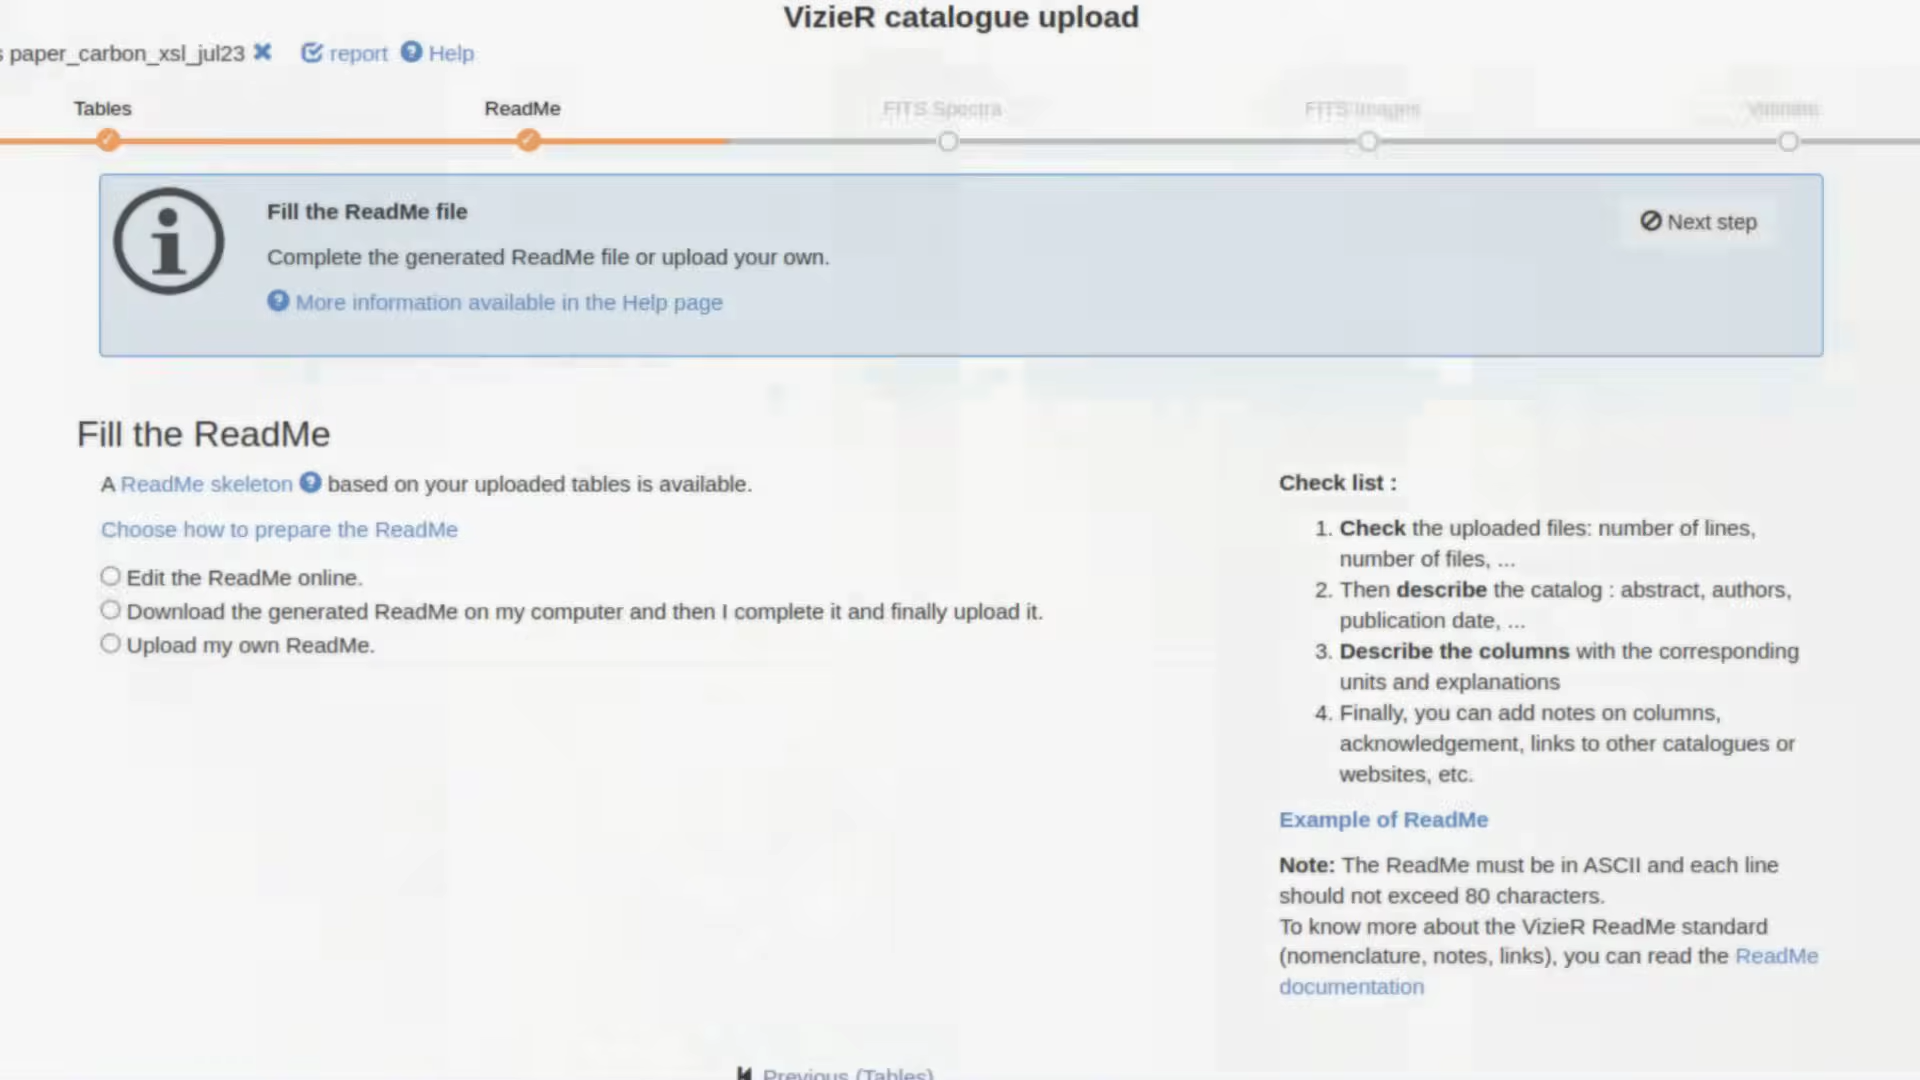 VizieR catalogue upload
paper_carbon_xsl_jul23 report Help
Tables ReadMe FITS Spectra FITS Images
Fill the ReadMe file
Next step
Complete the generated ReadMe file or upload your own.
More information available in the Help page
Fill the ReadMe
A ReadMe skeleton based on your uploaded tables is available.
Choose how to prepare the ReadMe
Edit the ReadMe online.
Download the generated ReadMe on my computer and then I complete it and finally upload it.
Upload my own ReadMe.
Check list :
1. Check the uploaded files: number of lines,
number of files, ...
2. Then describe the catalog : abstract, authors,
publication date, ...
3. Describe the columns with the corresponding
units and explanations
4. Finally, you can add notes on columns,
acknowledgement, links to other catalogues or
websites, etc.
Example of ReadMe
Note: The ReadMe must be in ASCII and each line
should not exceed 80 characters.
To know more about the VizieR ReadMe standard
(nomenclature, notes, links), you can read the ReadMe
documentation
Previous (Tables)